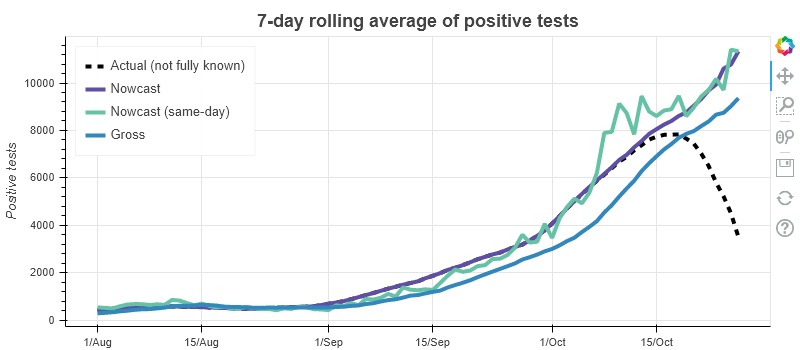 7-day rolling average of positive tests
Actual (not fully known)
Nowcast
Nowcast (same-day)
Gross
Positive tests
10000
8000
6000
4000
2000
0
1/Aug 15/Aug 1/Sep 15/Sep 1/Oct 15/Oct